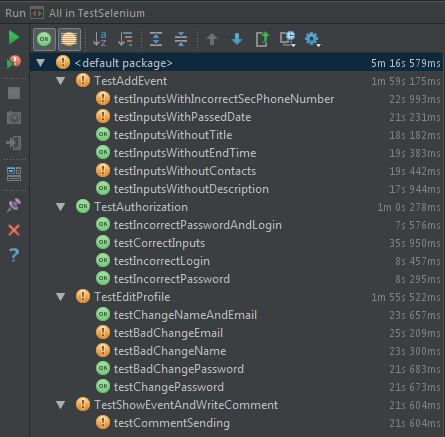 Run All in TestSelenium
<default package> 5m 16s 579ms
TestAddEvent 1m 59s 175ms
testInputsWithIncorrectSecPhoneNumber 22s 993ms
testInputsWithPassedDate 21s 231ms
testInputsWithoutTitle 18s 182ms
testInputsWithoutEndTime 19s 383ms
testInputsWithoutContacts 19s 442ms
testInputsWithoutDescription 17s 944ms
TestAuthorization 1m 0s 278ms
testIncorrectPasswordAndLogin 7s 576ms
testCorrectInputs 35s 950ms
testIncorrectLogin 8s 457ms
testIncorrectPassword 8s 295ms
TestEditProfile 1m 55s 522ms
testChangeNameAndEmail 23s 657ms
testBadChangeEmail 25s 209ms
testBadChangeName 23s 300ms
testBadChangePassword 21s 683ms
testChangePassword 21s 673ms
TestShowEventAndWriteComment 21s 604ms
testCommentSending 21s 604ms